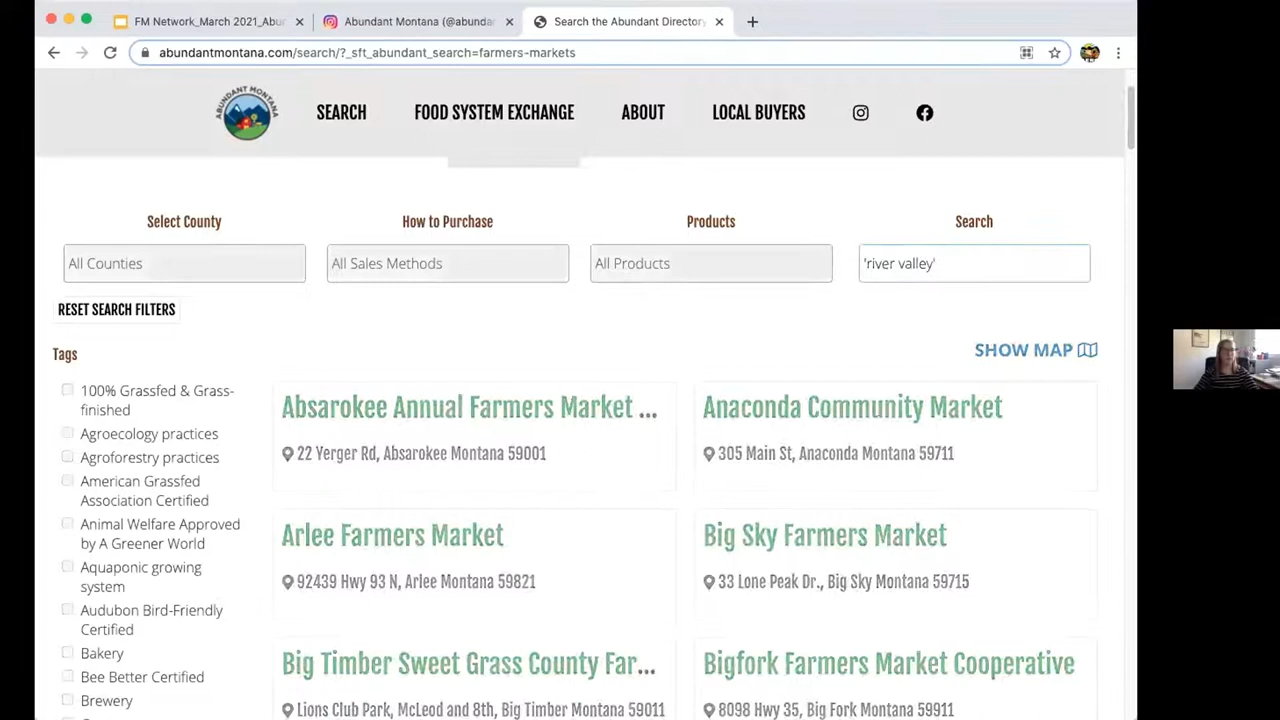 FM Network_March 2021_Abu
Abundant Montana (@abunda
Search the Abundant Directory
abundantmontana.com/search/?_sft_abundant_search=farmers-markets
ABUNDANT MONTANA
SEARCH
FOOD SYSTEM EXCHANGE
ABOUT
LOCAL BUYERS
Select County
How to Purchase
Products
Search
All Counties
All Sales Methods
All Products
'river valley'
RESET SEARCH FILTERS
SHOW MAP
Tags
100% Grassfed & Grass-
finished
Agroecology practices
Agroforestry practices
American Grassfed
Association Certified
Animal Welfare Approved
by A Greener World
Aquaponic growing
system
Audubon Bird-Friendly
Certified
Bakery
Bee Better Certified
Brewery
Absarokee Annual Farmers Market ...
22 Yerger Rd, Absarokee Montana 59001
Anaconda Community Market
305 Main St, Anaconda Montana 59711
Arlee Farmers Market
92439 Hwy 93 N, Arlee Montana 59821
Big Sky Farmers Market
33 Lone Peak Dr., Big Sky Montana 59715
Big Timber Sweet Grass County Far...
Lions Club Park, McLeod and 8th, Big Timber Montana 59011
Bigfork Farmers Market Cooperative
8098 Hwy 35, Big Fork Montana 59911